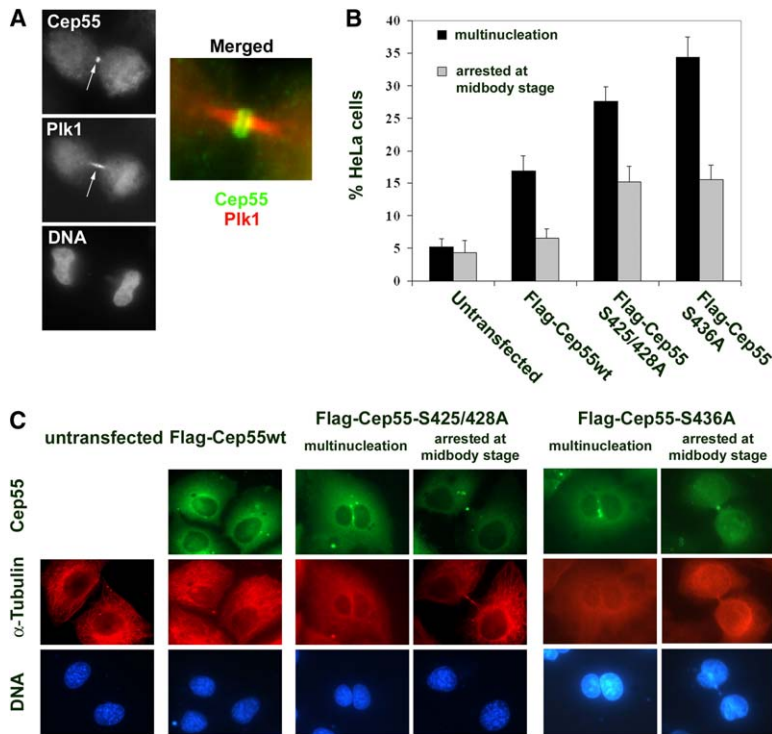 A
Cep55
Plk1
DNA
Merged
Cep55
Plk1
B
% HeLa cells
40
35
30
25
20
15
10
5
0
multinucleation
arrested at
midbody stage
Untransfected
Flag-Cep55wt
Flag-Cep55
S425/428A
Flag-Cep55
S436A
C
untransfected
Flag-Cep55wt
Flag-Cep55-S425/428A
multinucleation
arrested at
midbody stage
Flag-Cep55-S436A
multinucleation
arrested at
midbody stage
Cep55
α-Tubulin
DNA